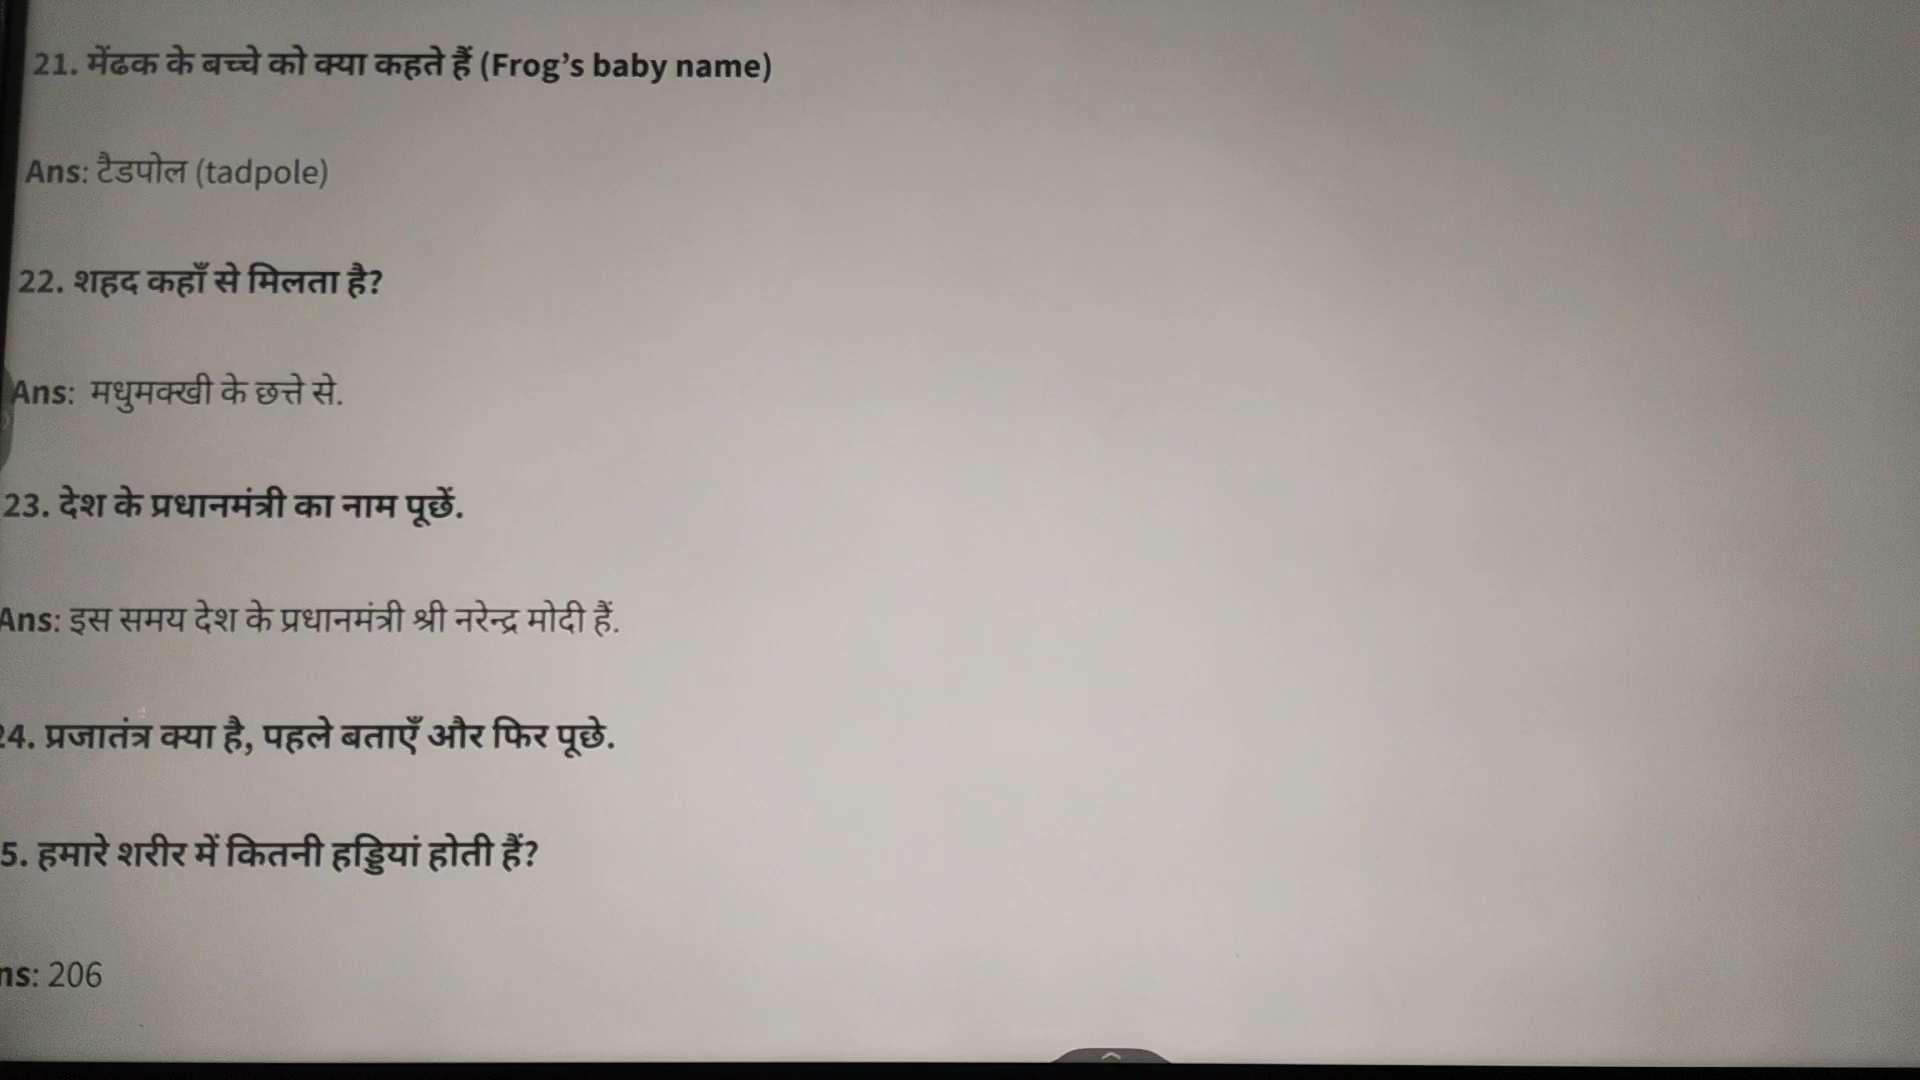 21. मेंढक के बच्चे को क्या कहते हैं (Frog’s baby name)
Ans: टैडपोल (tadpole)
22. शहद कहाँ से मिलता है?
Ans: मधुमक्खी के छत्ते से.
23. देश के प्रधानमंत्री का नाम पूछें.
Ans: इस समय देश के प्रधानमंत्री श्री नरेन्द्र मोदी हैं.
24. प्रजातंत्र क्या है, पहले बताएँ और फिर पूछे.
5. हमारे शरीर में कितनी हड्डियां होती हैं?
ns: 206